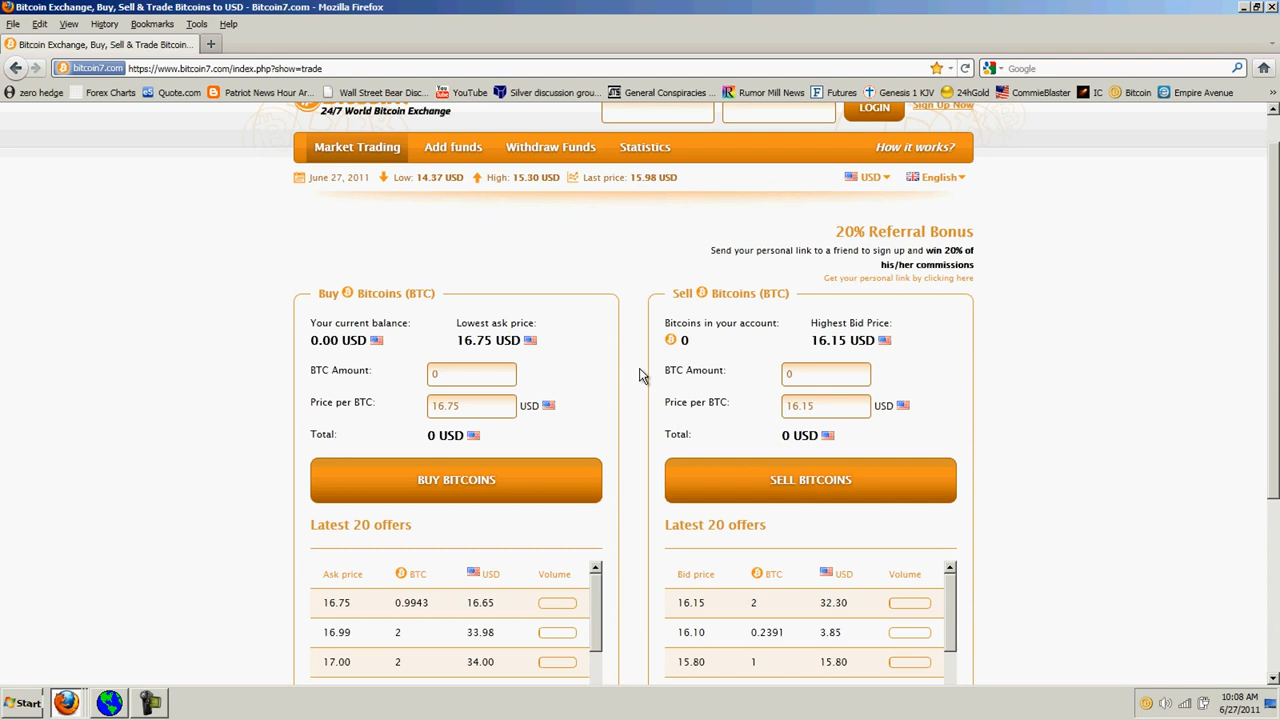 Bitcoin Exchange, Buy, Sell & Trade Bitcoins to USD - Bitcoin7.com - Mozilla Firefox
File Edit View History Bookmarks Tools Help
Bitcoin Exchange, Buy, Sell & Trade Bitcoin... +
bitcoin7.com https://www.bitcoin7.com/index.php?show=trade Google
zero hedge Forex Charts Quote.com Patriot News Hour Ar... Wall Street Bear Disc... YouTube Silver discussion grou... General Conspiracies ... Rumor Mill News Futures Genesis 1 KJV 24hGold CommieBlaster IC Bitcoin Empire Avenue »
24/7 World Bitcoin Exchange LOGIN Sign Up Now
Market Trading Add funds Withdraw Funds Statistics How it works?
June 27, 2011 Low: 14.37 USD High: 15.30 USD Last price: 15.98 USD USD English
20% Referral Bonus
Send your personal link to a friend to sign up and win 20% of
his/her commissions
Get your personal link by clicking here
Buy Bitcoins (BTC)
Your current balance: Lowest ask price:
0.00 USD 16.75 USD
BTC Amount: 0
Price per BTC: 16.75 USD
Total: 0 USD
BUY BITCOINS
Latest 20 offers
Ask price BTC USD Volume
16.75 0.9943 16.65
16.99 2 33.98
17.00 2 34.00
Sell Bitcoins (BTC)
Bitcoins in your account: Highest Bid Price:
0 16.15 USD
BTC Amount: 0
Price per BTC: 16.15 USD
Total: 0 USD
SELL BITCOINS
Latest 20 offers
Bid price BTC USD Volume
16.15 2 32.30
16.10 0.2391 3.85
15.80 1 15.80
Start 10:08 AM
6/27/2011